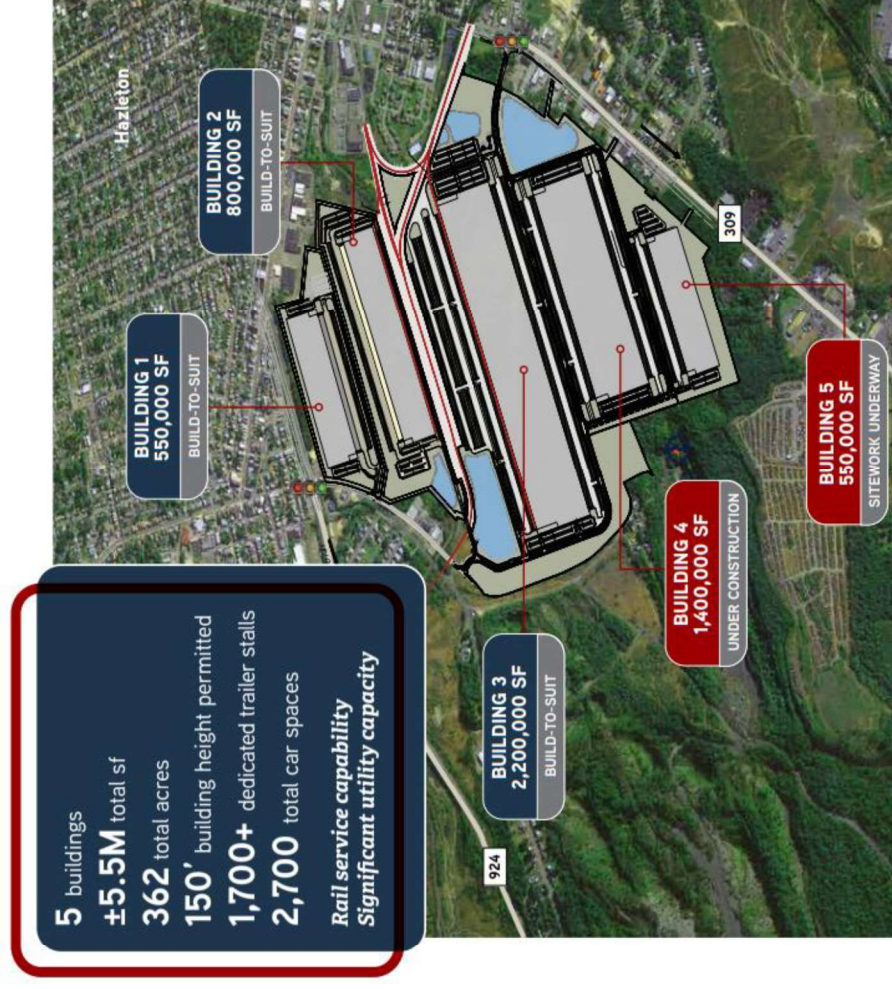 5 buildings
±5.5M total sf
362 total acres
150' building height permitted
1,700+ dedicated trailer stalls
2,700 total car spaces
Rail service capability
Significant utility capacity
Hazleton
BUILDING 1
550,000 SF
BUILD-TO-SUIT
BUILDING 2
800,000 SF
BUILD-TO-SUIT
BUILDING 3
2,200,000 SF
BUILD-TO-SUIT
BUILDING 4
1,400,000 SF
UNDER CONSTRUCTION
BUILDING 5
550,000 SF
SITEWORK UNDERWAY
924
309